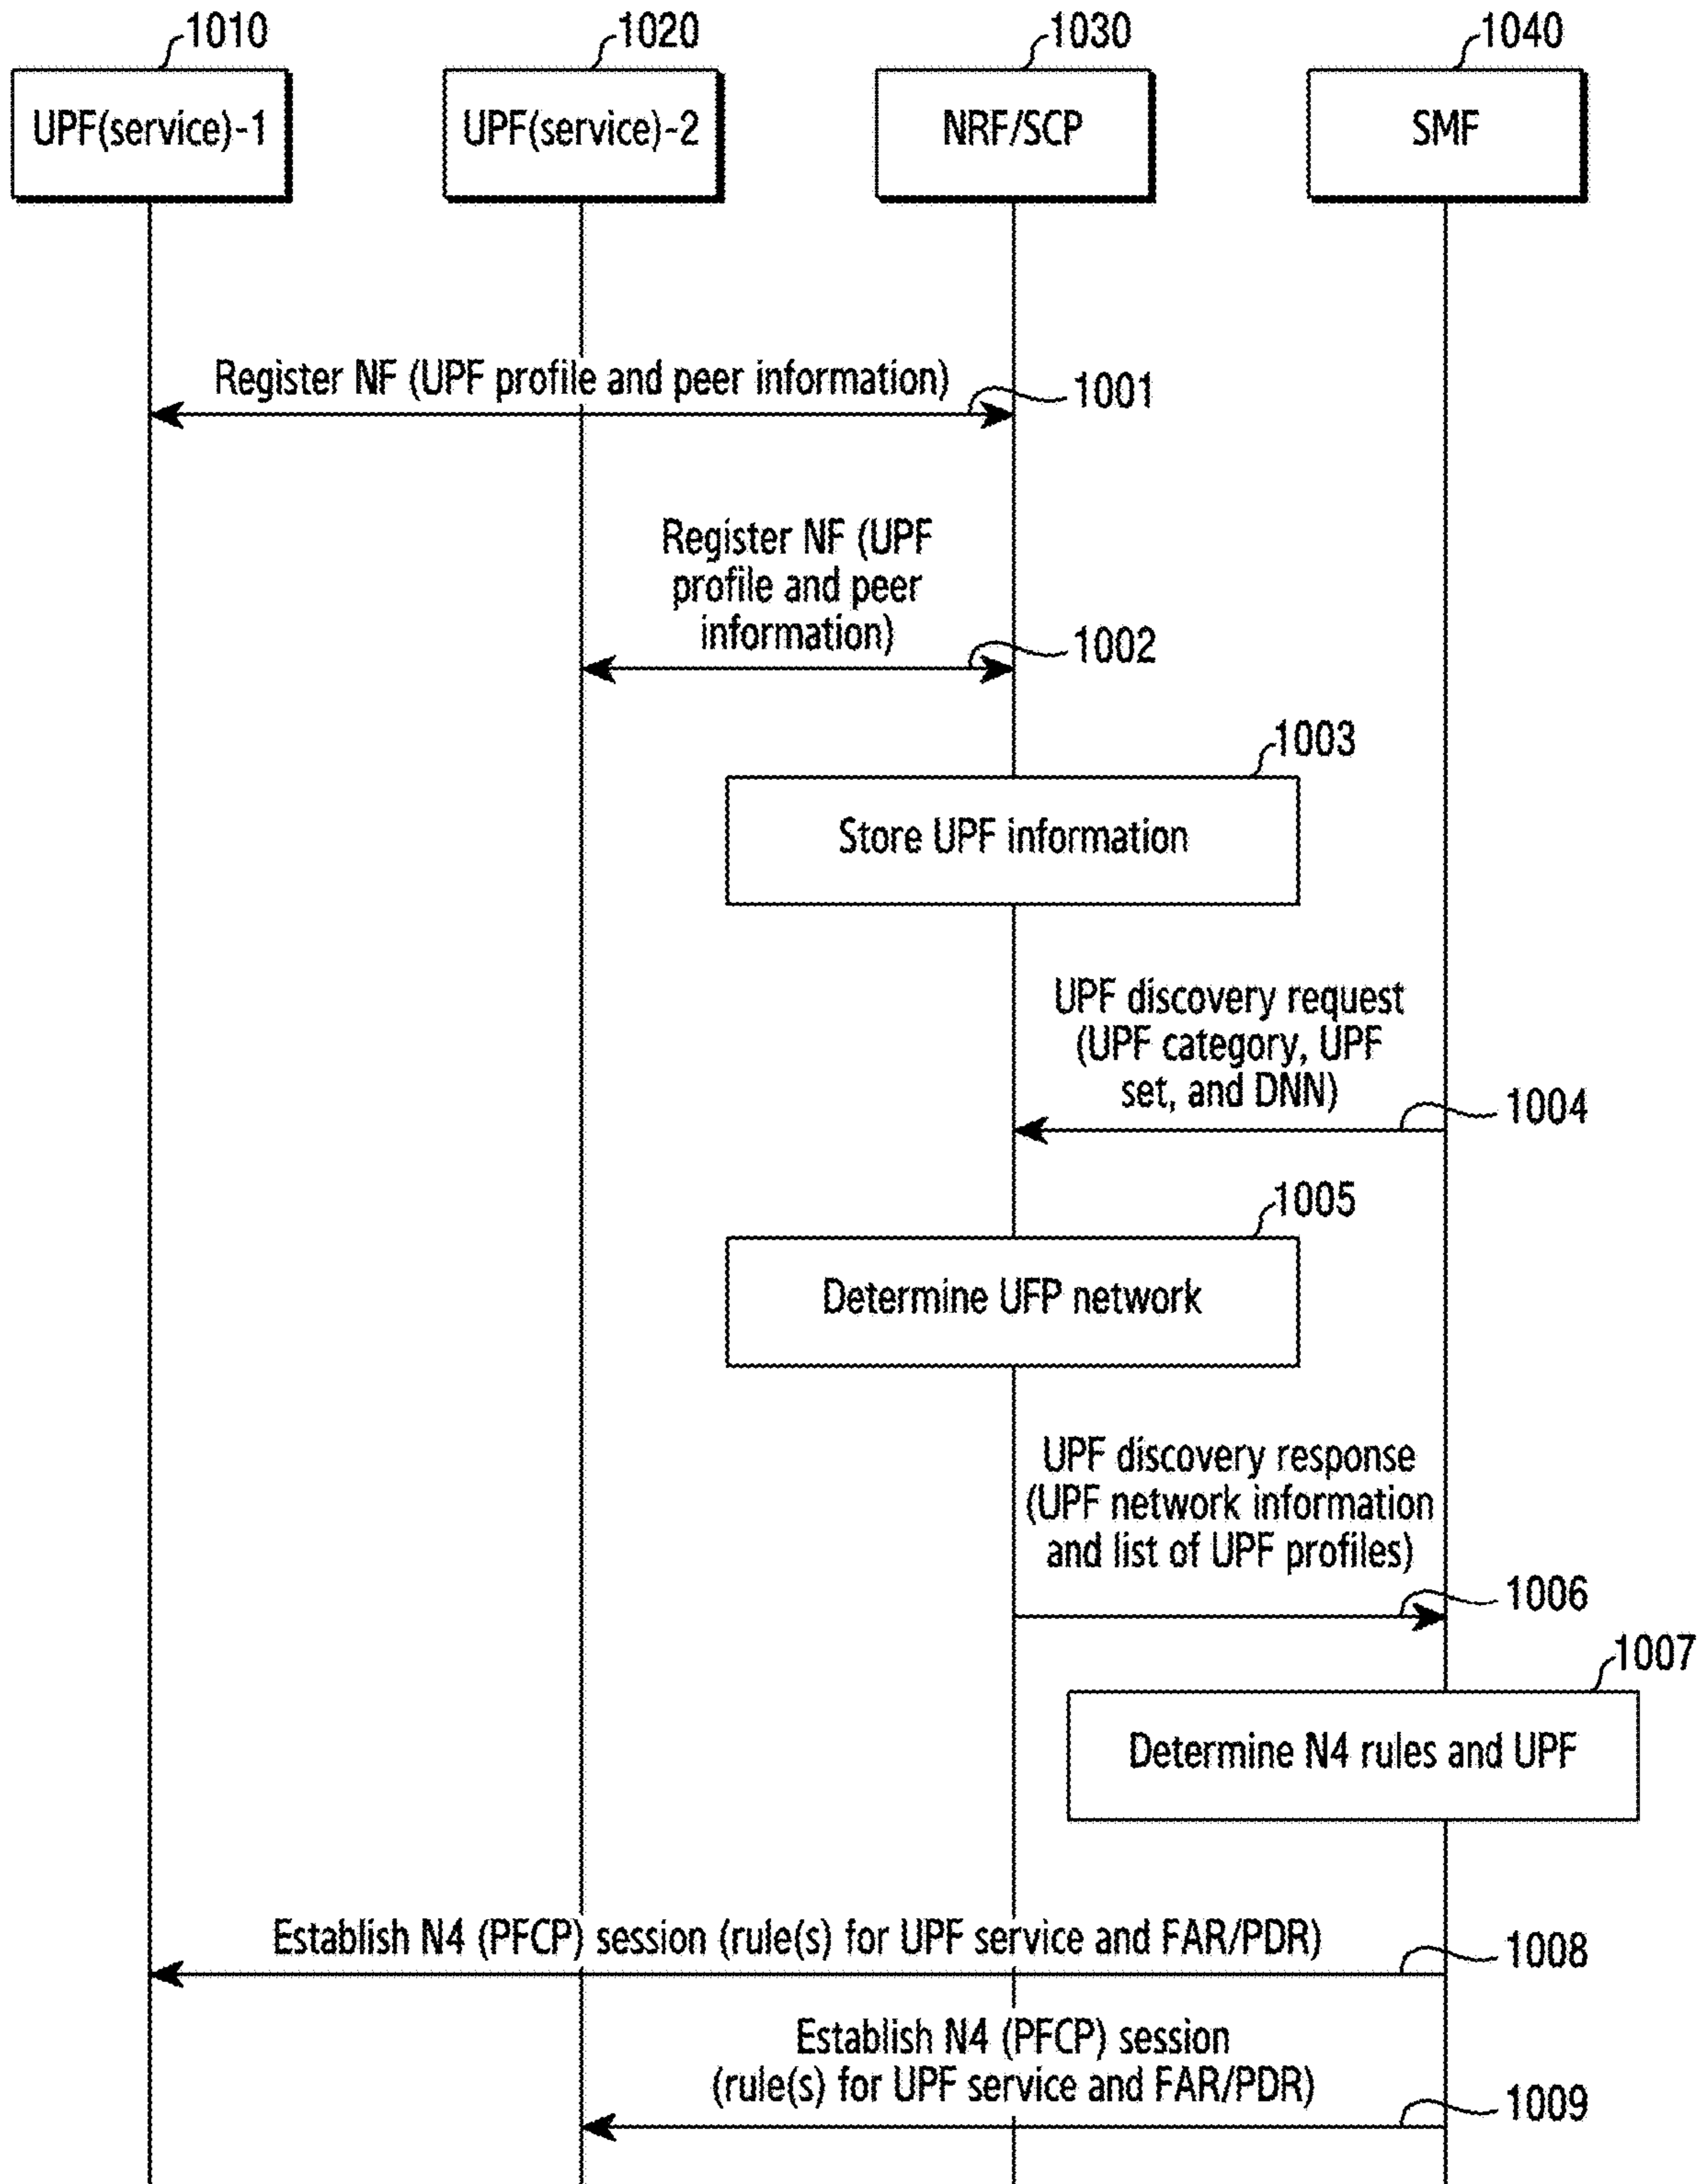 1010
1020
1030
1040
UPF(service)-1
UPF(service)-2
NRF/SCP
SMF
Register NF (UPF profile and peer information)
1001
Register NF (UPF
profile and peer
information)
1002
1003
Store UPF information
UPF discovery request
(UPF category, UPF
set, and DNN)
1004
1005
Determine UFP network
UPF discovery response
(UPF network information
and list of UPF profiles)
1006
1007
Determine N4 rules and UPF
Establish N4 (PFCP) session (rule(s) for UPF service and FAR/PDR)
1008
Establish N4 (PFCP) session
(rule(s) for UPF service and FAR/PDR)
1009